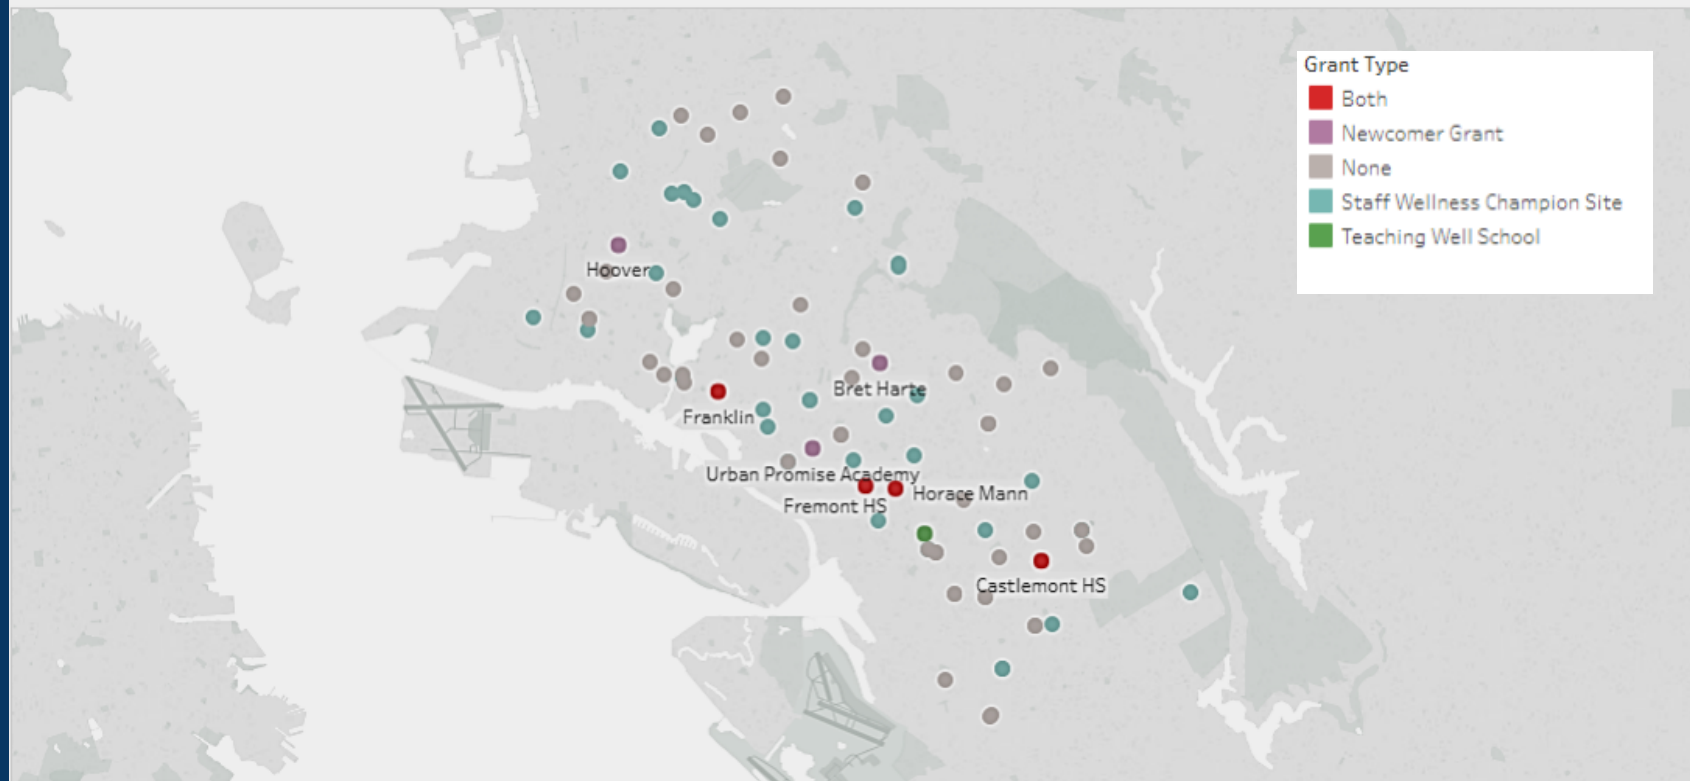 Grant Type
Both
Newcomer Grant
None
Staff Wellness Champion Site
Teaching Well School
Hoover
Bret Harte
Franklin
Urban Promise Academy
Horace Mann
Fremont HS
Castlemont HS